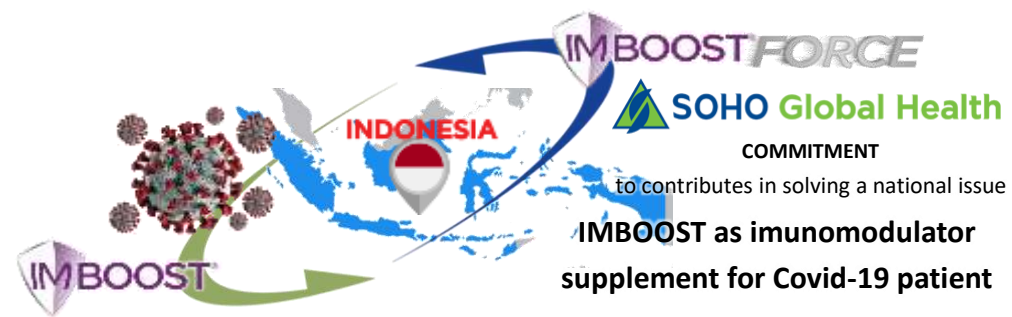 IMBOOST FORCE
SOHO Global Health
INDONESIA
COMMITMENT
to contributes in solving a national issue
IMBOOST as imunomodulator
supplement for Covid-19 patient
IMBOOST